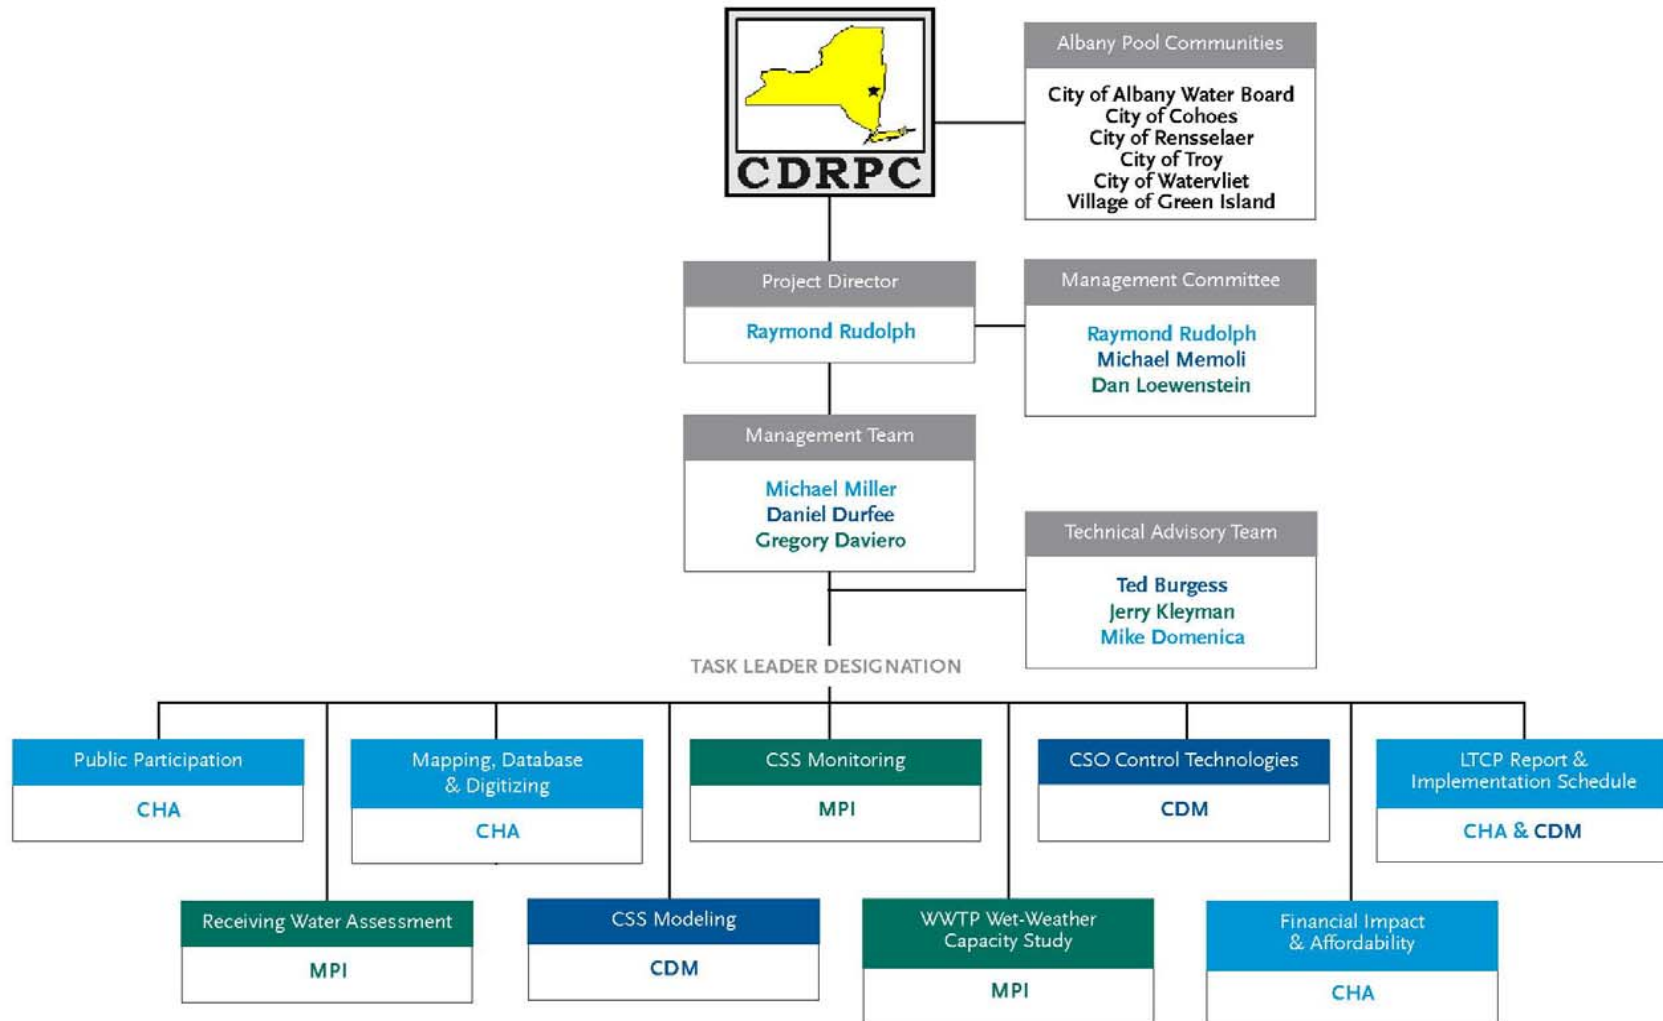 CDRPC
Albany Pool Communities
City of Albany Water Board
City of Cohoes
City of Rensselaer
City of Troy
City of Watervliet
Village of Green Island
Project Director
Raymond Rudolph
Management Committee
Raymond Rudolph
Michael Memoli
Dan Loewenstein
Management Team
Michael Miller
Daniel Durfee
Gregory Daviero
Technical Advisory Team
Ted Burgess
Jerry Kleyman
Mike Domenica
TASK LEADER DESIGNATION
Public Participation
CHA
Mapping, Database
& Digitizing
CHA
CSS Monitoring
MPI
CSO Control Technologies
CDM
LTCP Report &
Implementation Schedule
CHA & CDM
Receiving Water Assessment
MPI
CSS Modeling
CDM
WWTP Wet-Weather
Capacity Study
MPI
Financial Impact
& Affordability
CHA